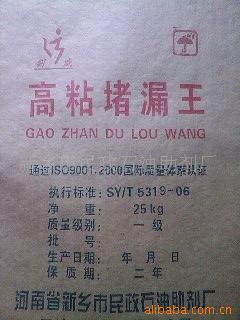 高粘堵漏王
GAO ZHAN DU LOU WANG
通过ISO9001:2000国际质量体系认证
执行标准: SY/T 5319-06
净 重: 25kg
质量级别: 一级
批 号:
生产日期: 年 月 日
保质期: 二年
河南省新乡市民政石油助剂厂
alibaba.com.cn